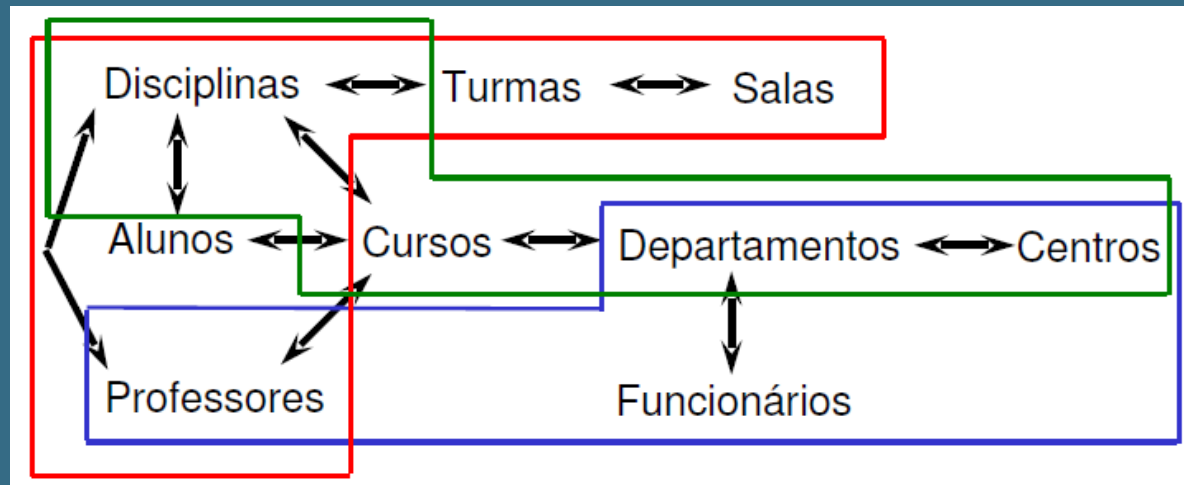 Disciplinas Turmas Salas
Alunos Cursos Departamentos Centros
Professores Funcionários